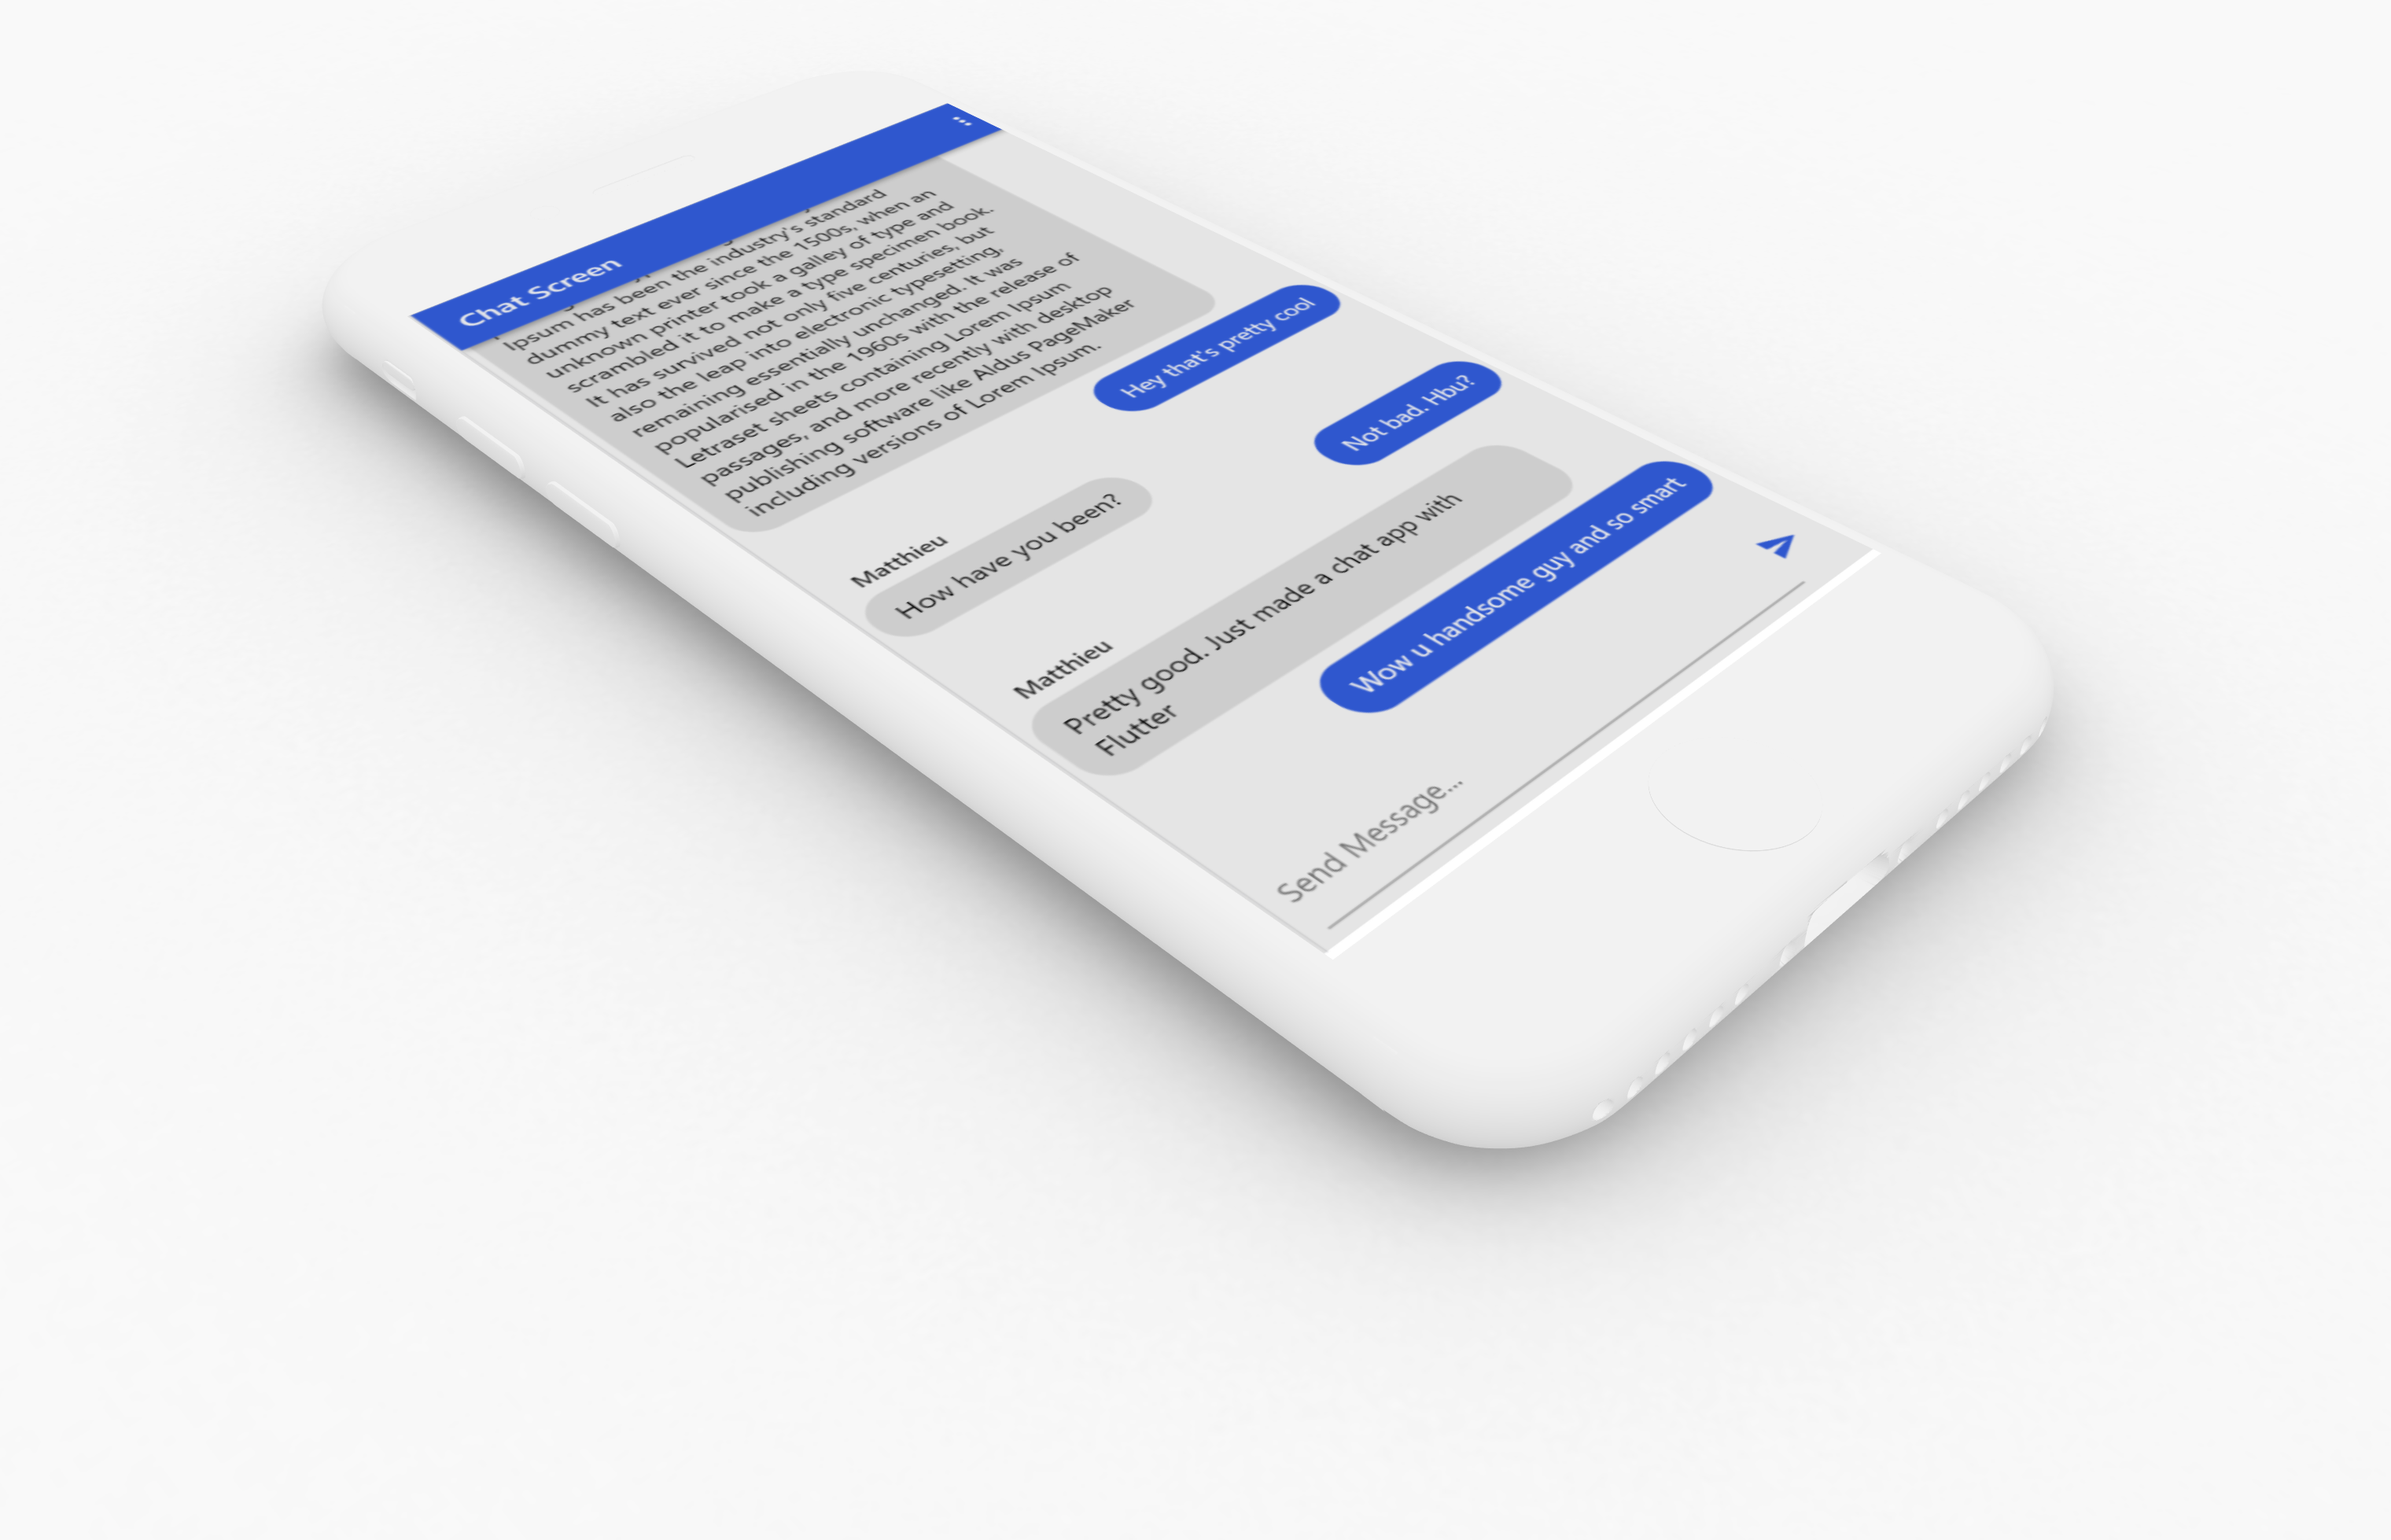 Chat Screen
Ipsum has been the industry's standard
dummy text ever since the 1500s, when an
unknown printer took a galley of type and
scrambled it to make a type specimen book.
It has survived not only five centuries, but
also the leap into electronic typesetting,
remaining essentially unchanged. It was
popularised in the 1960s with the release of
Letraset sheets containing Lorem Ipsum
passages, and more recently with desktop
publishing software like Aldus PageMaker
including versions of Lorem Ipsum.
Hey that's pretty cool
Matthieu
How have you been?
Not bad. Hbu?
Matthieu
Pretty good. Just made a chat app with
Flutter
Wow u handsome guy and so smart
Send Message...